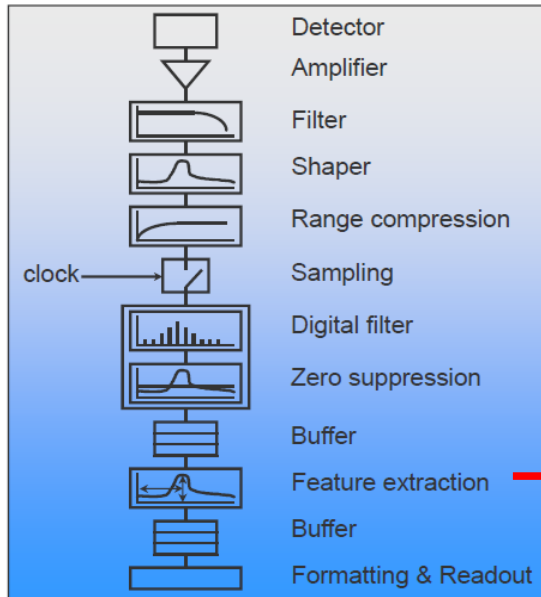 Detector
Amplifier
Filter
Shaper
Range compression
clock
Sampling
Digital filter
Zero suppression
Buffer
Feature extraction
Buffer
Formatting & Readout